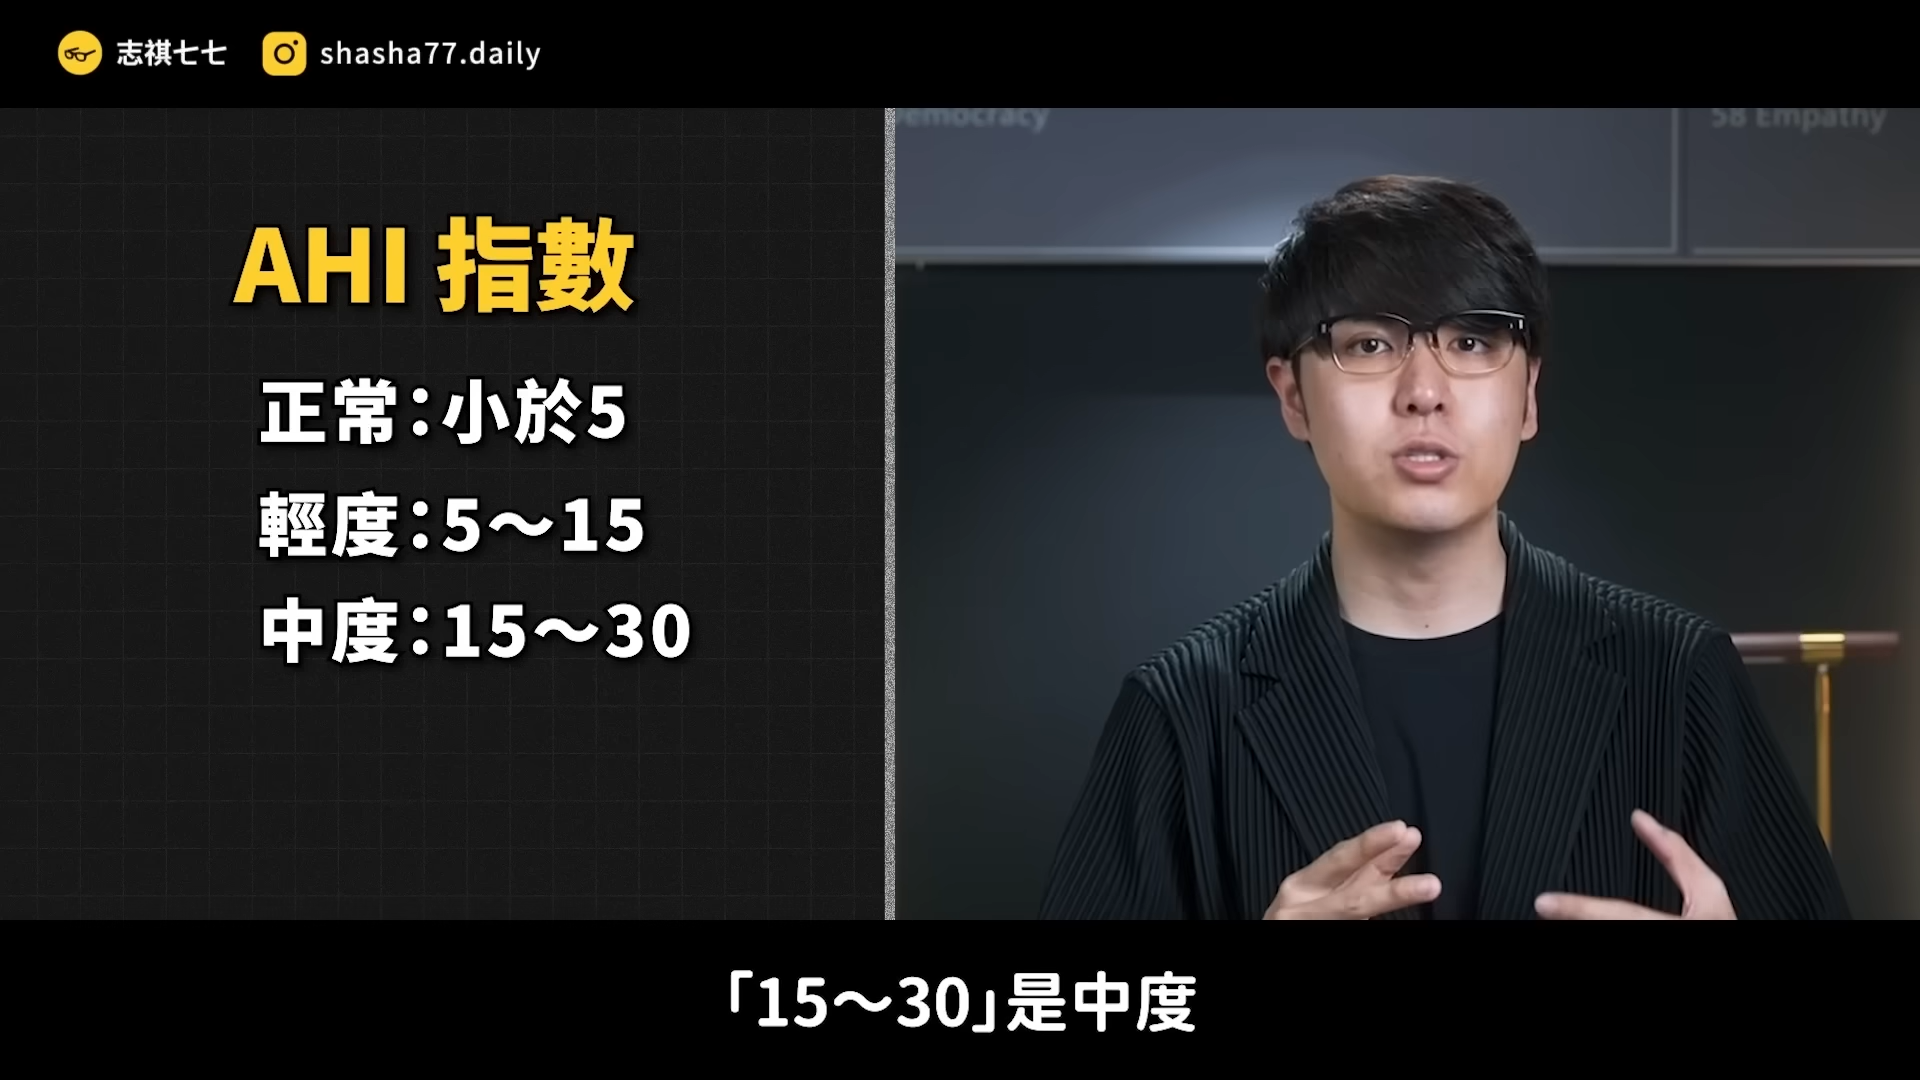 志祺七七 shasha77.daily
Democracy
58 Empathy
AHI 指數
正常：小於5
輕度：5～15
中度：15～30
「15～30」是中度